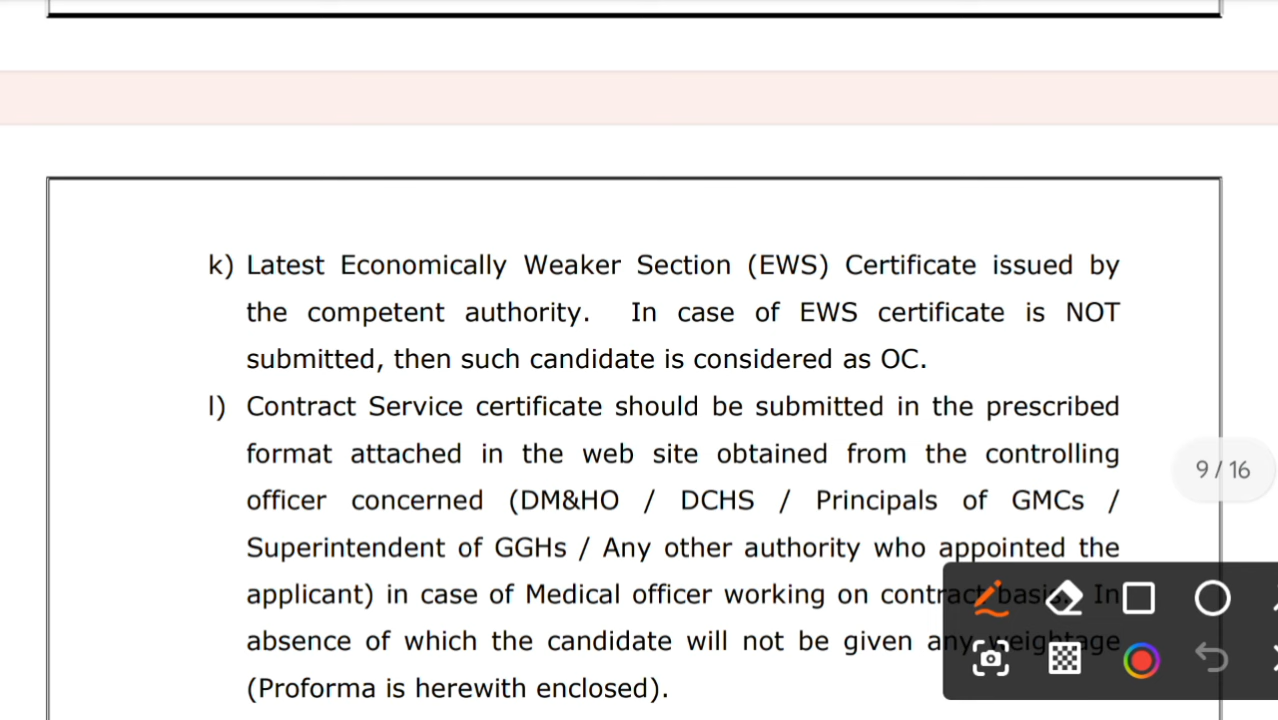 k) Latest Economically Weaker Section (EWS) Certificate issued by
the competent authority. In case of EWS certificate is NOT
submitted, then such candidate is considered as OC.
l) Contract Service certificate should be submitted in the prescribed
format attached in the web site obtained from the controlling
officer concerned (DM&HO / DCHS / Principals of GMCs /
Superintendent of GGHs / Any other authority who appointed the
applicant) in case of Medical officer working on contract basis. In
absence of which the candidate will not be given any weightage
(Proforma is herewith enclosed).
9 / 16